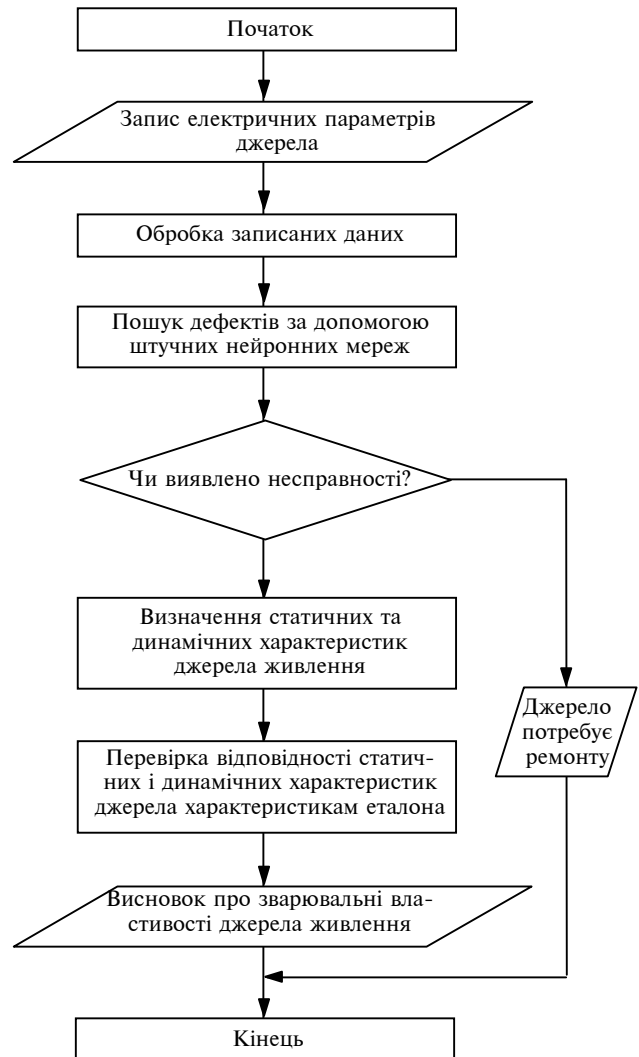 Початок
Запис електричних параметрів
джерела
Обробка записаних даних
Пошук дефектів за допомогою
штучних нейронних мереж
Чи виявлено несправності?
Визначення статичних та
динамічних характеристик
джерела живлення
Джерело
потребує
ремонту
Перевірка відповідності статич-
них і динамічних характеристик
джерела характеристикам еталона
Висновок про зварювальні вла-
стивості джерела живлення
Кінець